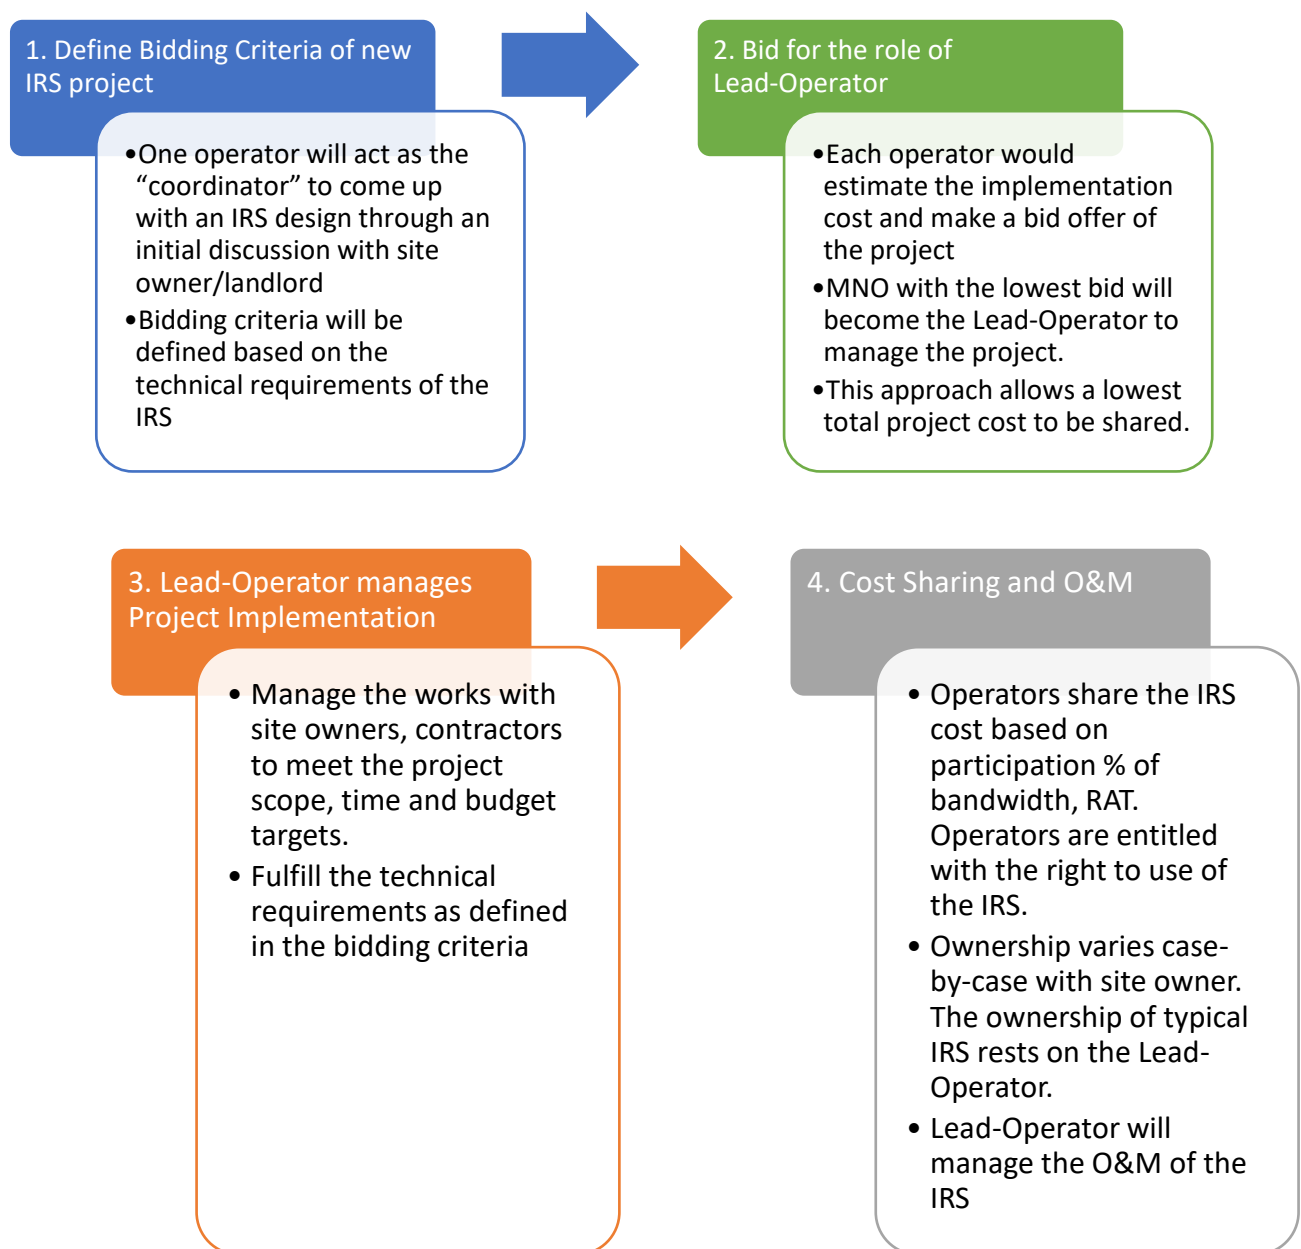 1. Define Bidding Criteria of new
IRS project
•One operator will act as the
“coordinator” to come up
with an IRS design through an
initial discussion with site
owner/landlord
•Bidding criteria will be
defined based on the
technical requirements of the
IRS
2. Bid for the role of
Lead-Operator
•Each operator would
estimate the implementation
cost and make a bid offer of
the project
•MNO with the lowest bid will
become the Lead-Operator to
manage the project.
•This approach allows a lowest
total project cost to be shared.
3. Lead-Operator manages
Project Implementation
• Manage the works with
site owners, contractors
to meet the project
scope, time and budget
targets.
• Fulfill the technical
requirements as defined
in the bidding criteria
4. Cost Sharing and O&M
• Operators share the IRS
cost based on
participation % of
bandwidth, RAT.
Operators are entitled
with the right to use of
the IRS.
• Ownership varies case-
by-case with site owner.
The ownership of typical
IRS rests on the Lead-
Operator.
• Lead-Operator will
manage the O&M of the
IRS